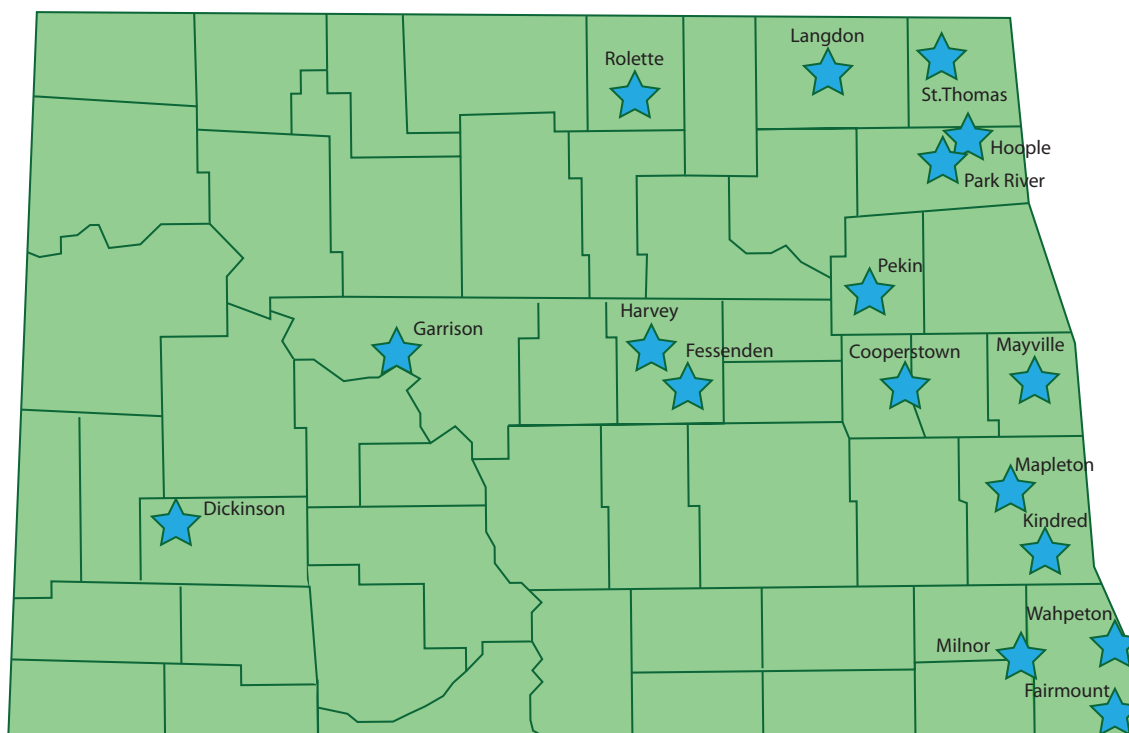 Langdon
Rolette
St.Thomas
Hoople
Park River
Pekin
Harvey
Garrison
Fessenden
Cooperstown
Mayville
Mapleton
Dickinson
Kindred
Wahpeton
Milnor
Fairmount